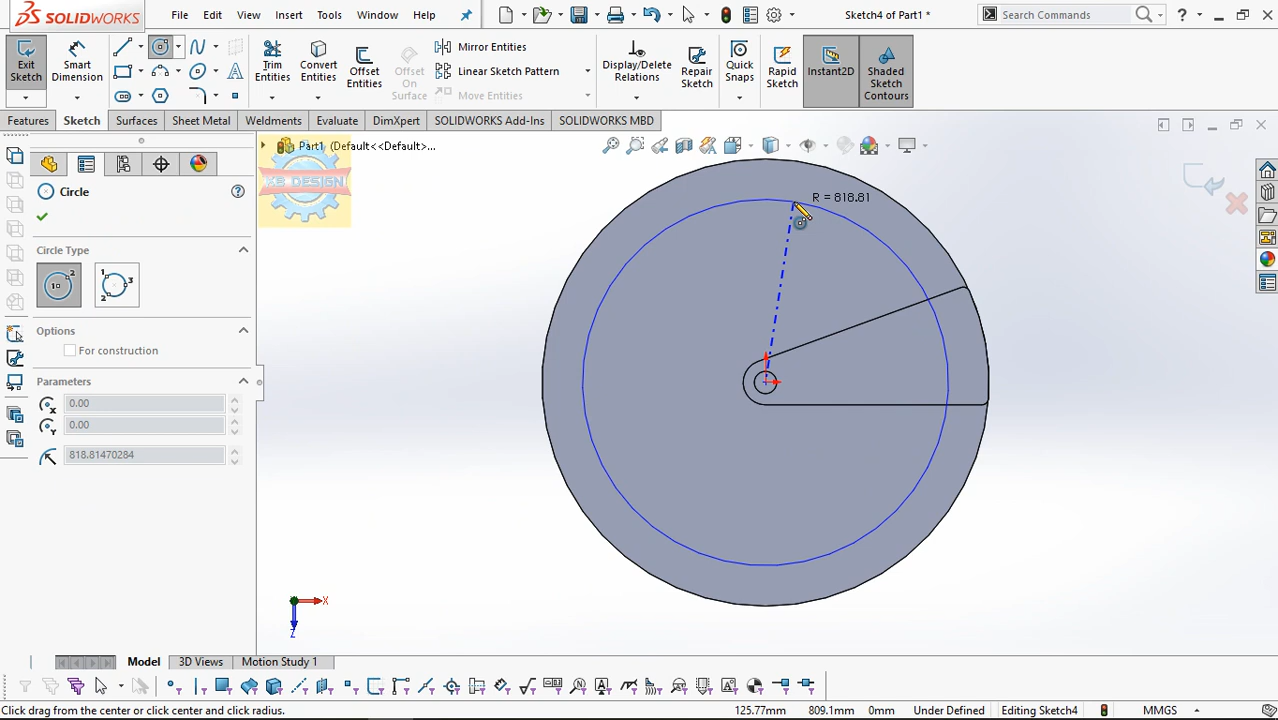 SOLIDWORKS
File
Edit
View
Insert
Tools
Window
Help
Sketch4 of Part1 *
Search Commands
?
Exit Sketch
Smart Dimension
Trim Entities
Convert Entities
Offset Entities
Offset On Surface
Mirror Entities
Linear Sketch Pattern
Move Entities
Display/Delete Relations
Repair Sketch
Quick Snaps
Rapid Sketch
Instant2D
Shaded Sketch Contours
Features
Sketch
Surfaces
Sheet Metal
Weldments
Evaluate
DimXpert
SOLIDWORKS Add-Ins
SOLIDWORKS MBD
Part1 (Default<<Default>...
KB DESIGN
Circle
?
Circle Type
Options
For construction
Parameters
0.00
0.00
818.81470284
R = 818.81
X
Z
Model
3D Views
Motion Study 1
Click drag from the center or click center and click radius.
125.77mm
809.1mm
0mm
Under Defined
Editing Sketch4
MMGS